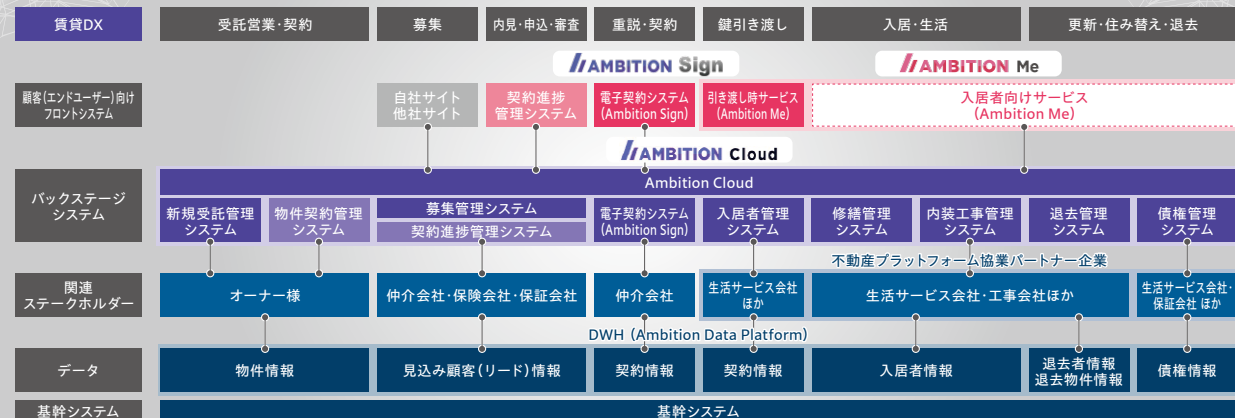 賃貸DX
受託営業・契約
募集
内見・申込・審査
重説・契約
鍵引き渡し
入居・生活
更新・住み替え・退去
AMBITION Sign
AMBITION Me
顧客(エンドユーザー)向け
フロントシステム
自社サイト
他社サイト
契約進捗
管理システム
電子契約システム
(Ambition Sign)
引き渡し時サービス
(Ambition Me)
入居者向けサービス
(Ambition Me)
AMBITION Cloud
バックステージ
システム
Ambition Cloud
新規受託管理
システム
物件契約管理
システム
募集管理システム
契約進捗管理システム
電子契約システム
(Ambition Sign)
入居者管理
システム
修繕管理
システム
内装工事管理
システム
退去管理
システム
債権管理
システム
不動産プラットフォーム協業パートナー企業
関連
ステークホルダー
オーナー様
仲介会社・保険会社・保証会社
仲介会社
生活サービス会社
ほか
生活サービス会社・工事会社ほか
生活サービス会社・
保証会社 ほか
DWH (Ambition Data Platform)
データ
物件情報
見込み顧客(リード)情報
契約情報
契約情報
入居者情報
退去者情報
退去物件情報
債権情報
基幹システム
基幹システム